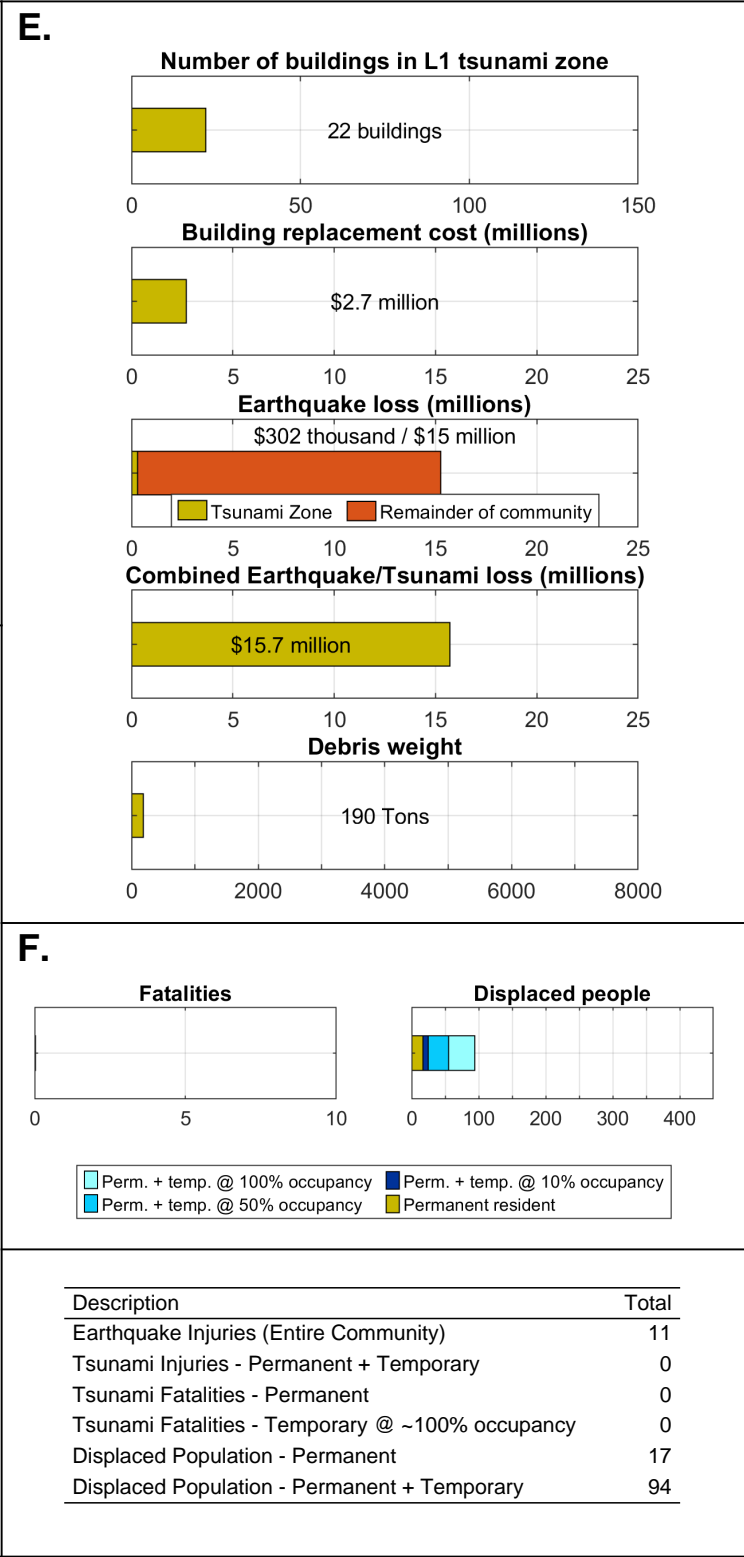 E.
Number of buildings in L1 tsunami zone
22 buildings
0 50 100 150
Building replacement cost (millions)
$2.7 million
0 5 10 15 20 25
Earthquake loss (millions)
$302 thousand / $15 million
Tsunami Zone Remainder of community
0 5 10 15 20 25
Combined Earthquake/Tsunami loss (millions)
$15.7 million
0 5 10 15 20 25
Debris weight
190 Tons
0 2000 4000 6000 8000
F.
Fatalities
0 5 10
Displaced people
0 100 200 300 400
Perm. + temp. @ 100% occupancy Perm. + temp. @ 10% occupancy
Perm. + temp. @ 50% occupancy Permanent resident
Description Total
Earthquake Injuries (Entire Community) 11
Tsunami Injuries - Permanent + Temporary 0
Tsunami Fatalities - Permanent 0
Tsunami Fatalities - Temporary @ ~100% occupancy 0
Displaced Population - Permanent 17
Displaced Population - Permanent + Temporary 94